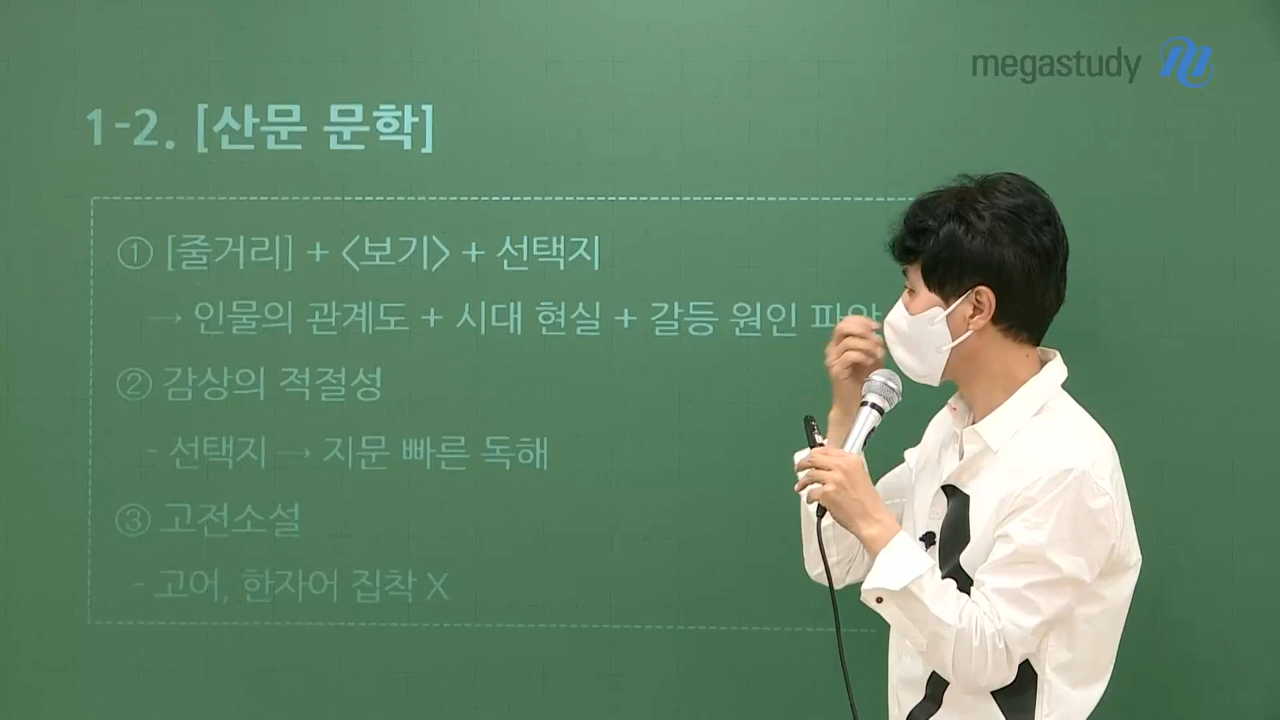 megastudy
1-2. [산문 문학]
① [줄거리] + <보기> + 선택지
→ 인물의 관계도 + 시대 현실 + 갈등 원인 파악
② 감상의 적절성
- 선택지 → 지문 빠른 독해
③ 고전소설
- 고어, 한자어 집착 X